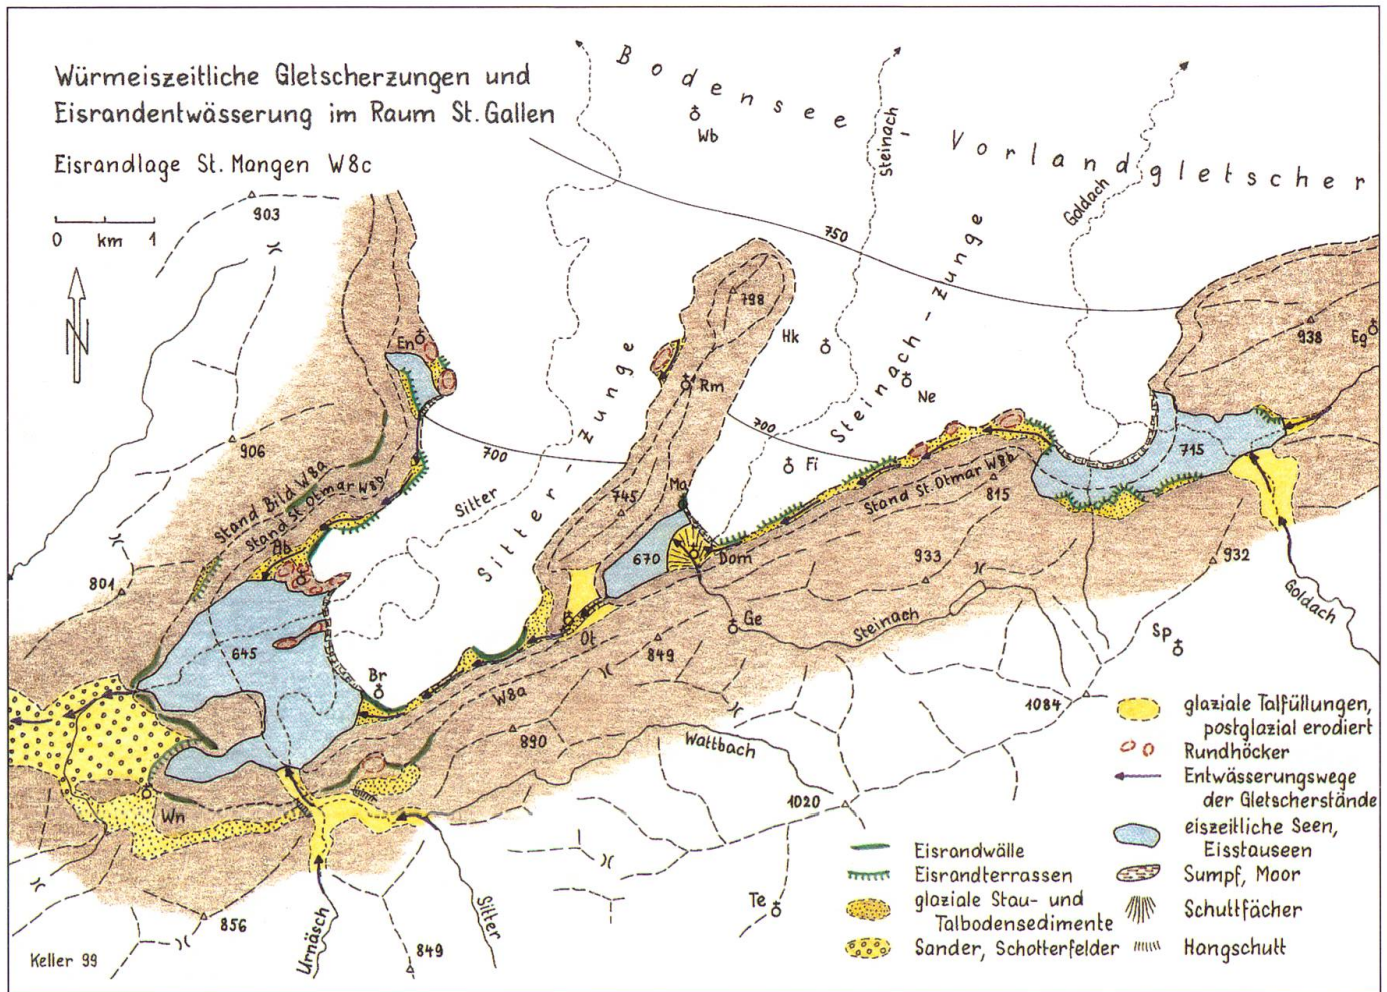 Würmeiszeitliche Gletscherzungen und
Eisrandentwässerung im Raum St. Gallen
Eisrandlage St. Mangen W8c
0 km 1
N
Bodensee - Vorlandgletscher
Wb
Steinach
Goldach
903
750
798
Hk
938
Eg
En
Rm
Ne
Steinach-zunge
Sitter-zunge
906
700
700
Fi
715
Stand Bild W8a
Stand St. Otmar W8b
Sitter
745
Ma
Stand St. Otmar W8b
815
Ab
801
670
Dom
933
932
Goldach
645
Ot
Ge
Steinach
Sp
849
Br
W8a
1084
890
Wattbach
Wn
1020
Te
856
Urnäsch
849
Sitter
Keller 99
glaziale Talfüllungen,
postglazial erodiert
Rundhöcker
Entwässerungswege
der Gletscherstände
eiszeitliche Seen,
Eisstauseen
Sumpf, Moor
Schuttfächer
Hangschutt
Eisrandwälle
Eisrandterrassen
glaziale Stau- und
Talbodensedimente
Sander, Schotterfelder